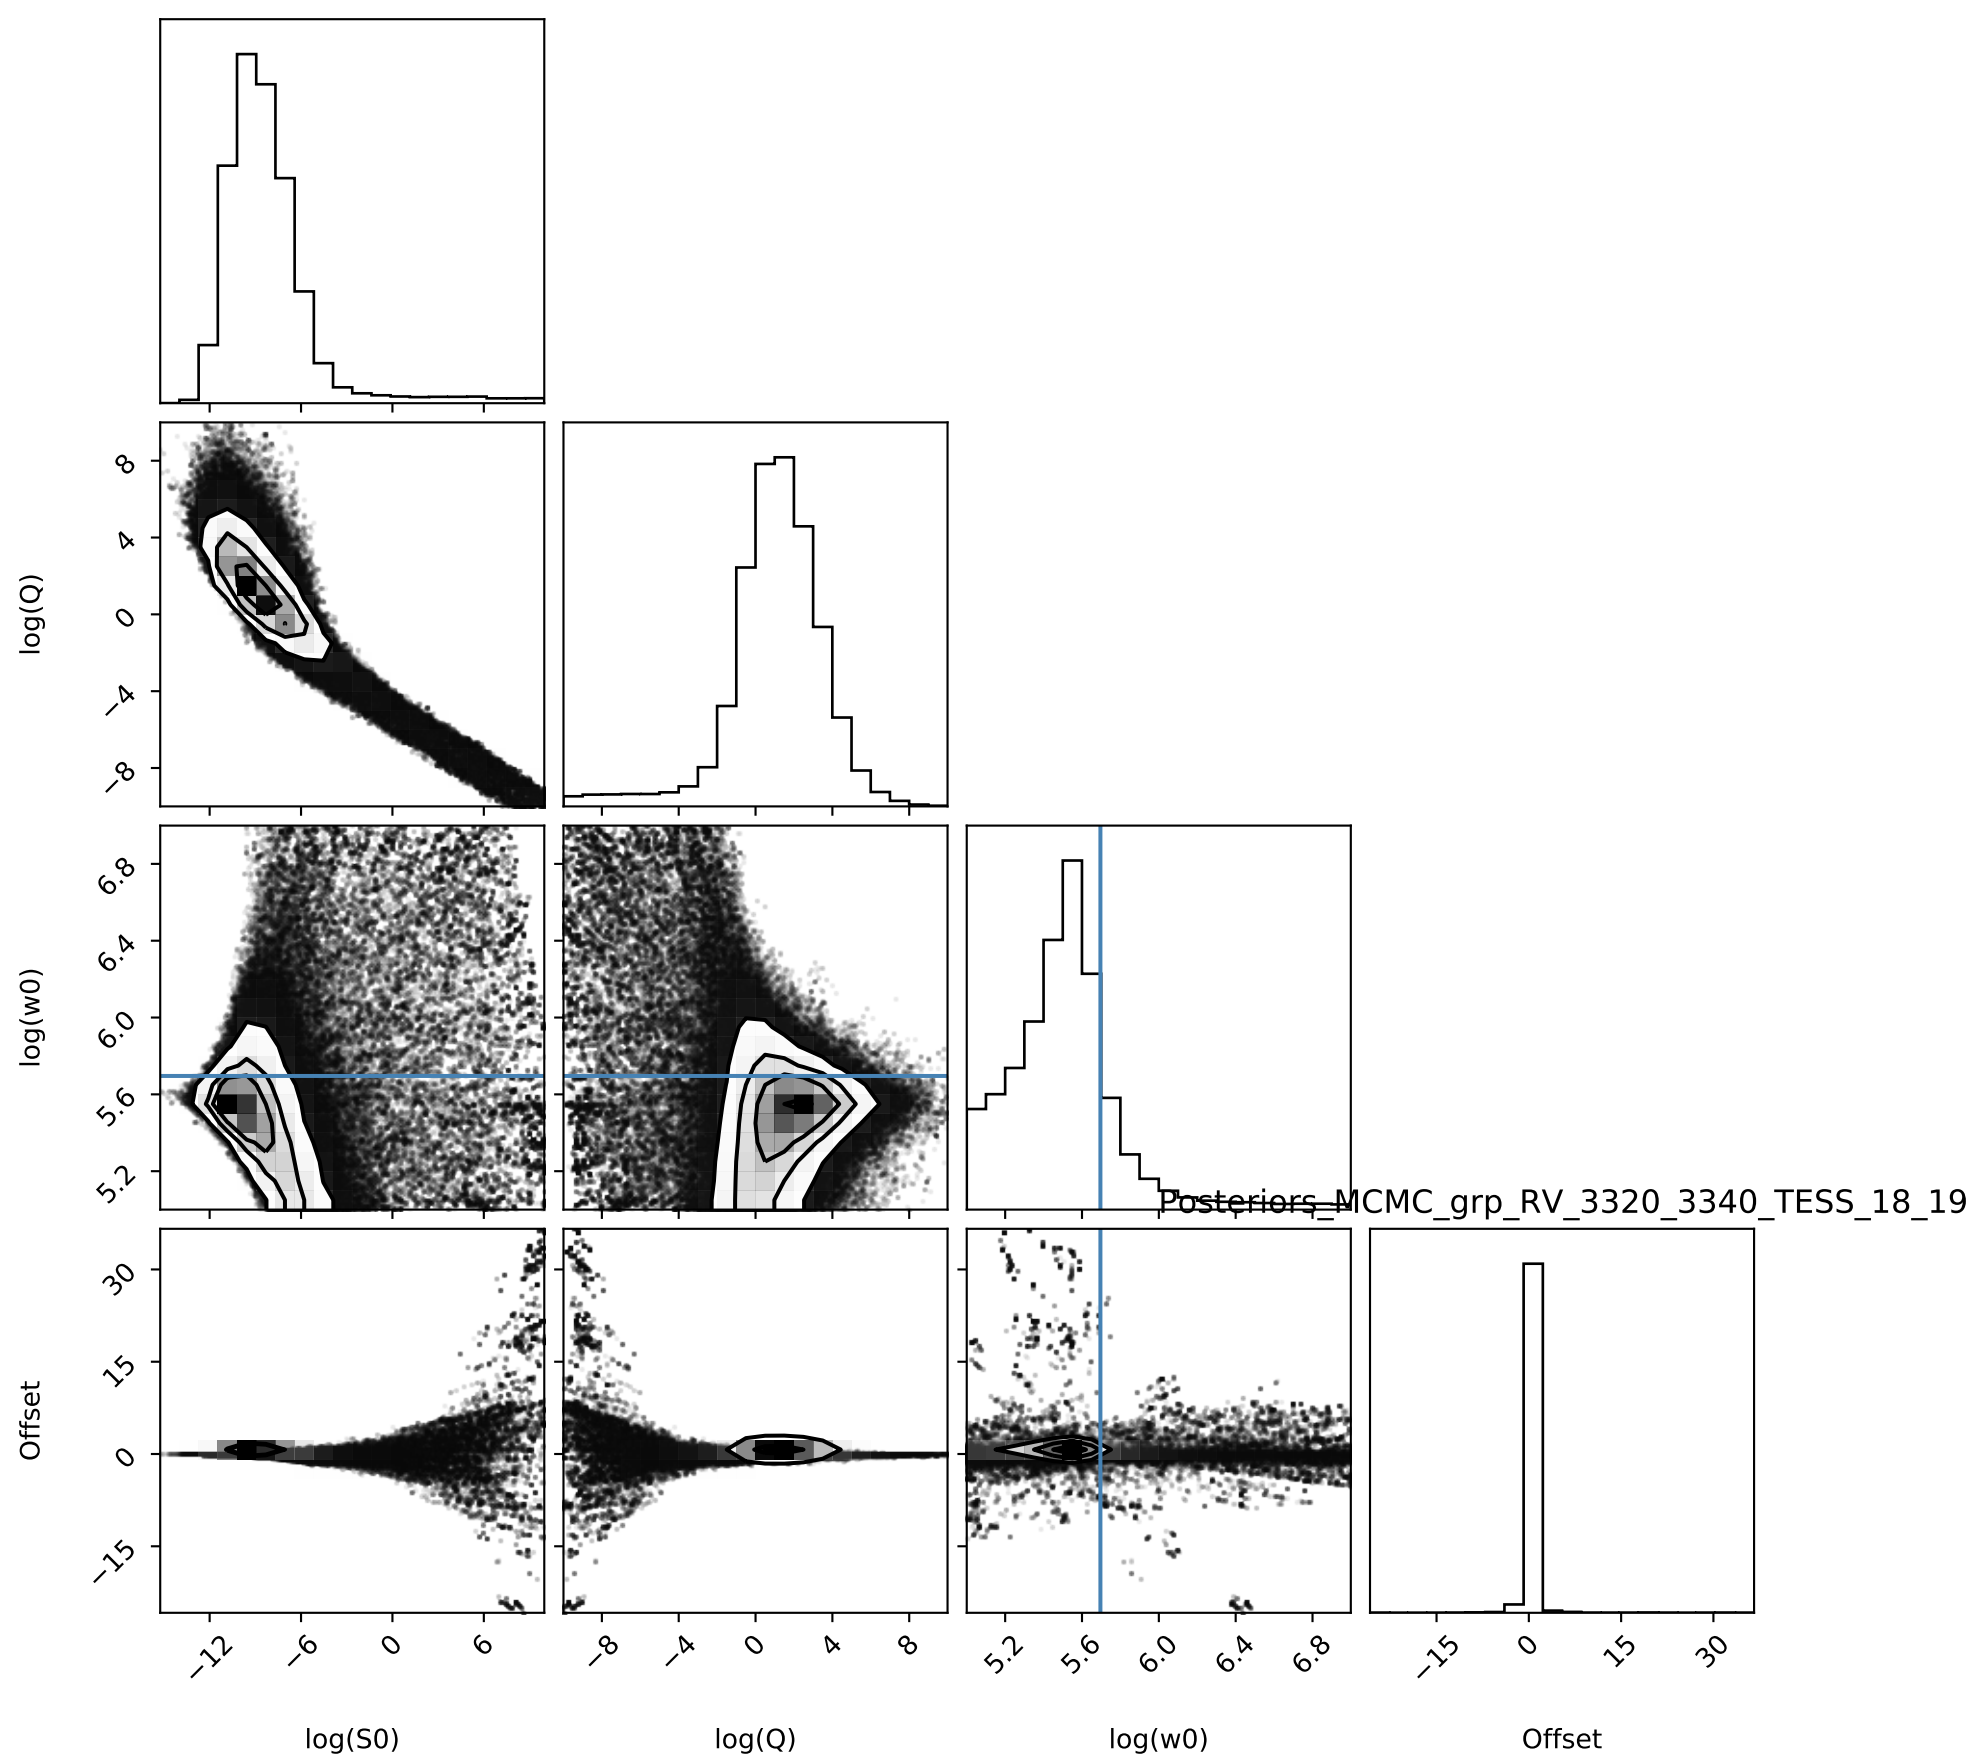 8
4
0
−4
−8
log(Q)
6.8
6.4
6.0
5.6
5.2
log(w0)
Posteriors_MCMC_grp_RV_3320_3340_TESS_18_19
30
15
0
−15
Offset
−12 −6 0 6
−8 −4 0 4 8
5.2 5.6 6.0 6.4 6.8
−15 0 15 30
log(S0) log(Q) log(w0) Offset